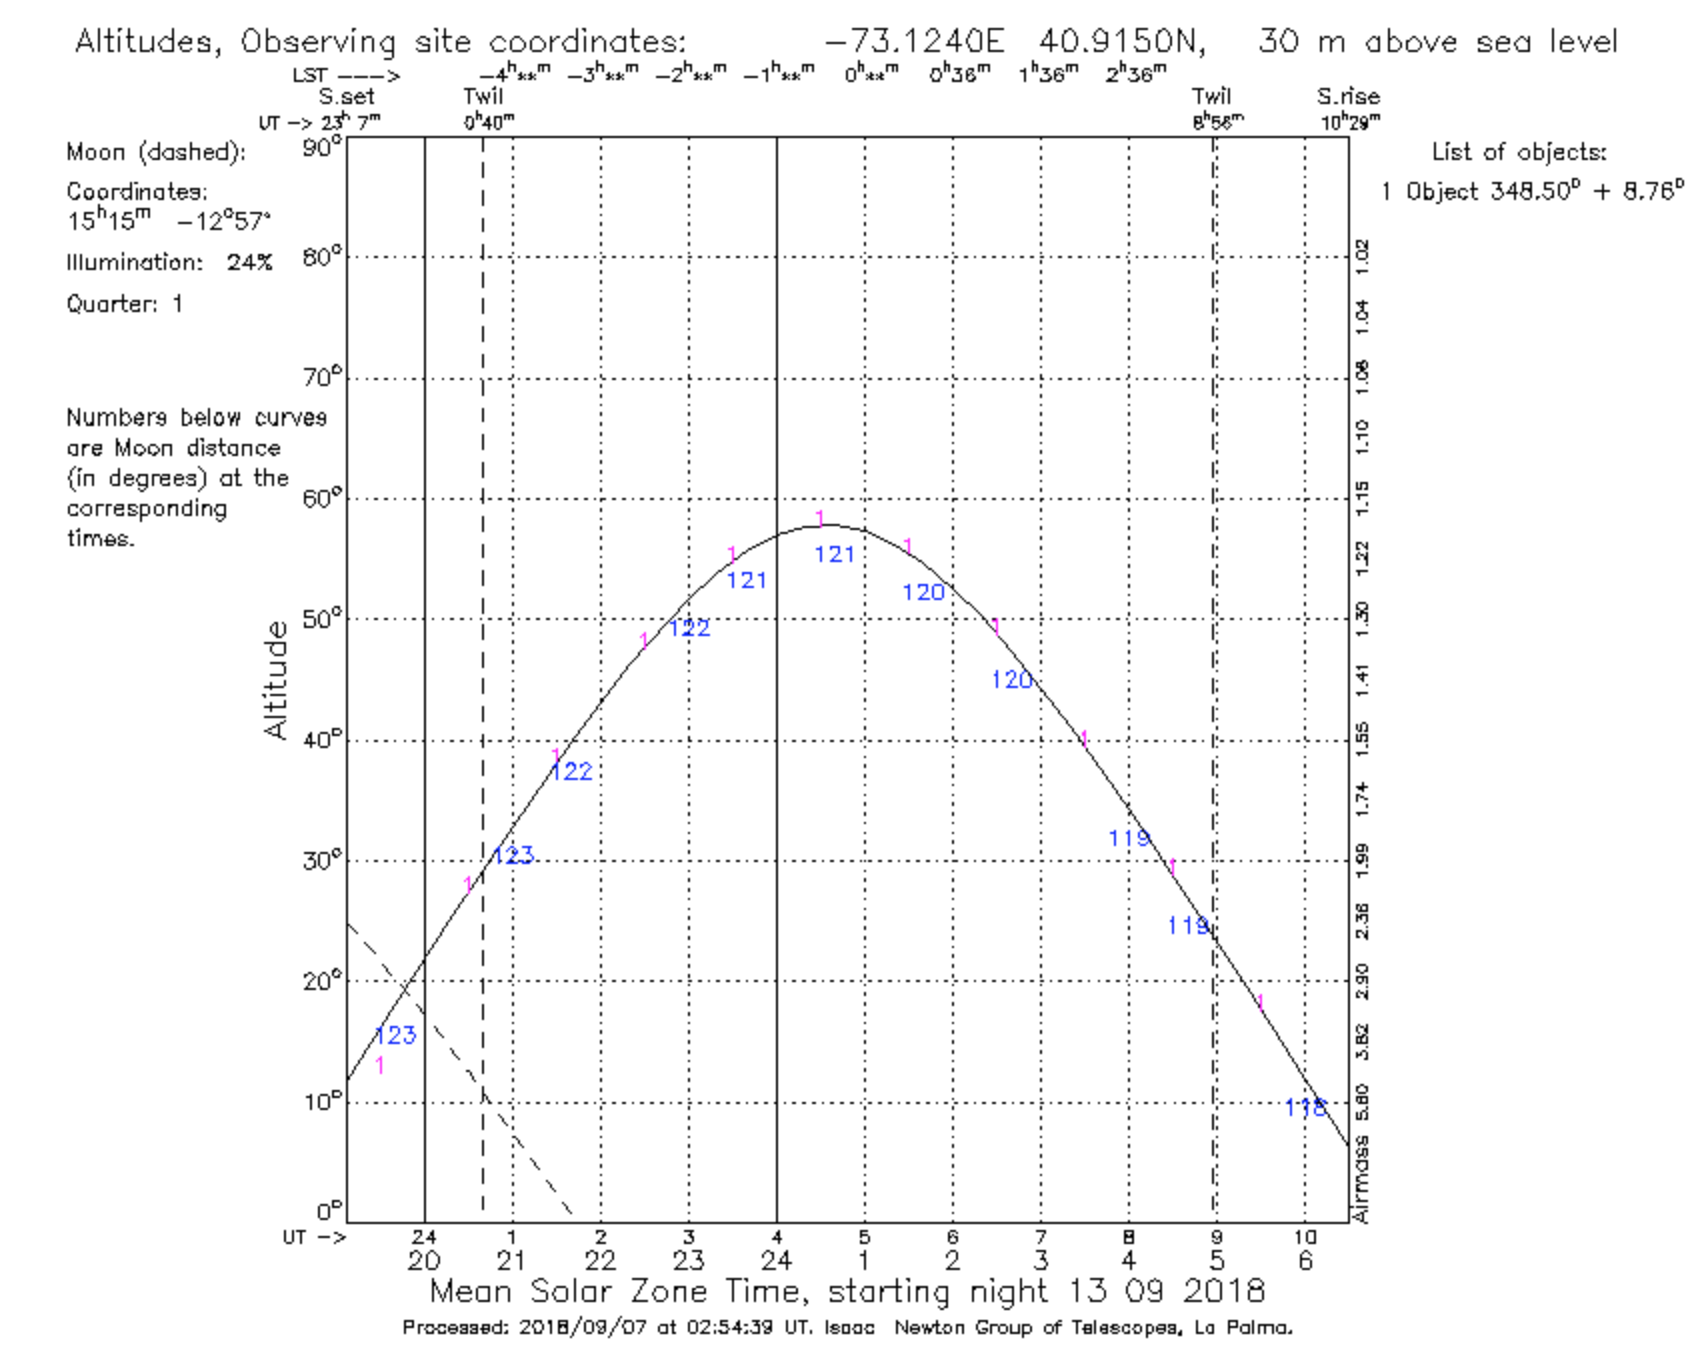 Altitudes, Observing site coordinates: −73.1240E 40.9150N, 30 m above sea level
LST ---> −4ʰ**ᵐ −3ʰ**ᵐ −2ʰ**ᵐ −1ʰ**ᵐ 0ʰ**ᵐ 0ʰ36ᵐ 1ʰ36ᵐ 2ʰ36ᵐ
S.set Twil Twil S.rise
UT −> 23ʰ 7ᵐ 0ʰ40ᵐ 8ʰ56ᵐ 10ʰ29ᵐ
Moon (dashed):
Coordinates:
15ʰ15ᵐ −12°57'
Illumination: 24%
Quarter: 1
Numbers below curves
are Moon distance
(in degrees) at the
corresponding
times.
List of objects:
1 Object 348.50ᴰ + 8.76ᴰ
Altitude
90°
80°
70°
60°
50°
40°
30°
20°
10°
0°
1.02
1.04
1.06
1.10
1.15
1.22
1.30
1.41
1.55
1.74
1.99
2.36
2.90
3.82
5.80
Airmass
1 1 1 1 1 1 1 1 1 1 1
123 123 122 122 121 121 120 120 119 119 118
UT −> 24 1 2 3 4 5 6 7 8 9 10
20 21 22 23 24 1 2 3 4 5 6
Mean Solar Zone Time, starting night 13 09 2018
Processed: 2018/09/07 at 02:54:39 UT. Isaac Newton Group of Telescopes, La Palma.